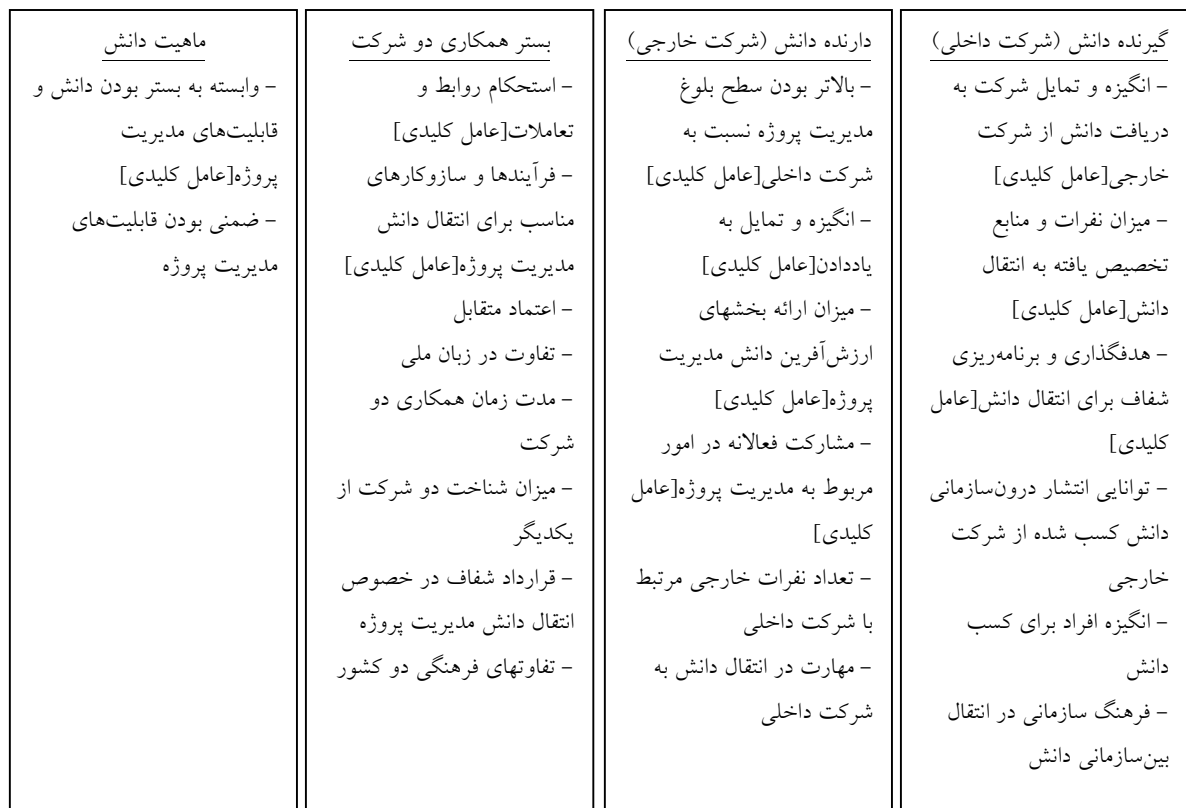 گیرنده دانش (شرکت داخلی)
- انگیزه و تمایل شرکت به
دریافت دانش از شرکت
خارجی[عامل کلیدی]
- میزان نفرات و منابع
تخصیص یافته به انتقال
دانش[عامل کلیدی]
- هدفگذاری و برنامه‌ریزی
شفاف برای انتقال دانش[عامل
کلیدی]
- توانایی انتشار درون‌سازمانی
دانش کسب شده از شرکت
خارجی
- انگیزه افراد برای کسب
دانش
- فرهنگ سازمانی در انتقال
بین‌سازمانی دانش
دارنده دانش (شرکت خارجی)
- بالاتر بودن سطح بلوغ
مدیریت پروژه نسبت به
شرکت داخلی[عامل کلیدی]
- انگیزه و تمایل به
یاددادن[عامل کلیدی]
- میزان ارائه بخشهای
ارزش‌آفرین دانش مدیریت
پروژه[عامل کلیدی]
- مشارکت فعالانه در امور
مربوط به مدیریت پروژه[عامل
کلیدی]
- تعداد نفرات خارجی مرتبط
با شرکت داخلی
- مهارت در انتقال دانش به
شرکت داخلی
بستر همکاری دو شرکت
- استحکام روابط و
تعاملات[عامل کلیدی]
- فرآیندها و سازوکارهای
مناسب برای انتقال دانش
مدیریت پروژه[عامل کلیدی]
- اعتماد متقابل
- تفاوت در زبان ملی
- مدت زمان همکاری دو
شرکت
- میزان شناخت دو شرکت از
یکدیگر
- قرارداد شفاف در خصوص
انتقال دانش مدیریت پروژه
- تفاوتهای فرهنگی دو کشور
ماهیت دانش
- وابسته به بستر بودن دانش و
قابلیت‌های مدیریت
پروژه[عامل کلیدی]
- ضمنی بودن قابلیت‌های
مدیریت پروژه